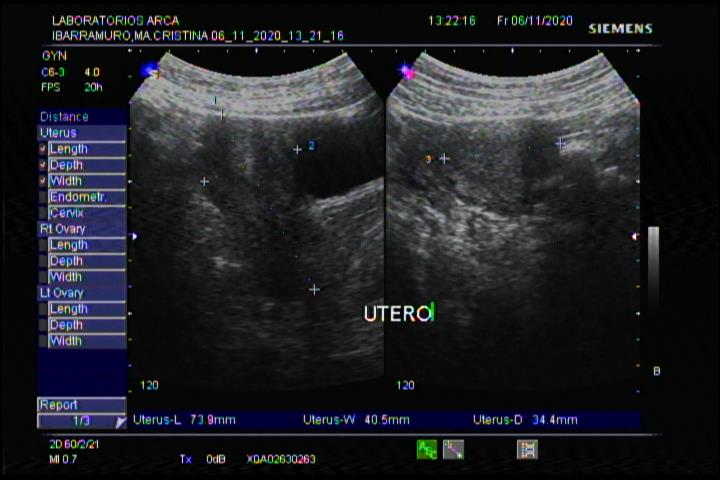 LABORATORIOS ARCA 13:22:16 Fr 06/11/2020 SIEMENS
IBARRAMURO,MA.CRISTINA 06_11_2020_13_21_16
GYN
C6-3 4.0
FPS 20h
Distance
Uterus
Length
Depth
Width
Endometr.
Cervix
Rt Ovary
Length
Depth
Width
Lt Ovary
Length
Depth
Width
Report
1/3
1
2
3
UTERO
120
120
B
Uterus-L 73.9mm Uterus-W 40.5mm Uterus-D 34.4mm
2D 60/2/21
MI 0.7 Tx 0dB X0A02630263